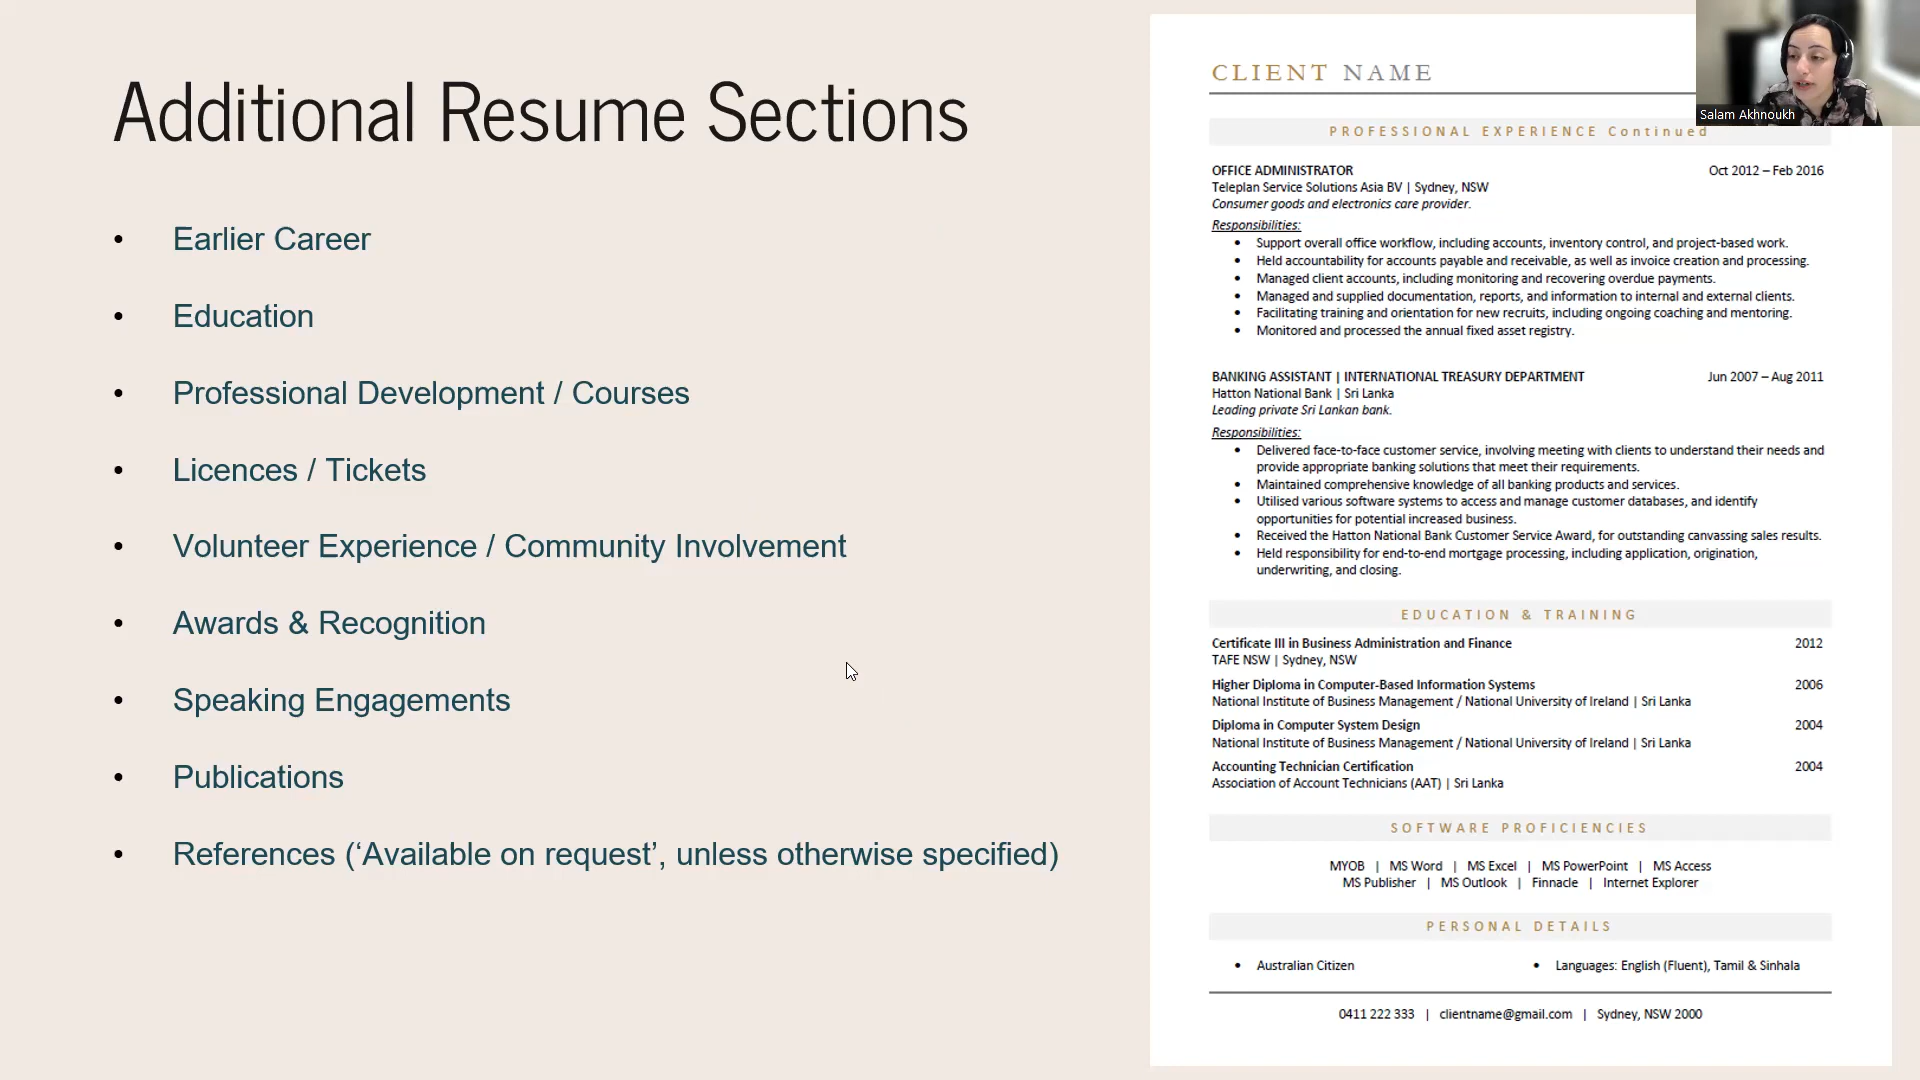 Additional Resume Sections
• Earlier Career
• Education
• Professional Development / Courses
• Licences / Tickets
• Volunteer Experience / Community Involvement
• Awards & Recognition
• Speaking Engagements
• Publications
• References (‘Available on request’, unless otherwise specified)
CLIENT NAME
Salam Akhnoukh
PROFESSIONAL EXPERIENCE Continued
OFFICE ADMINISTRATOR Oct 2012 – Feb 2016
Teleplan Service Solutions Asia BV | Sydney, NSW
Consumer goods and electronics care provider.
Responsibilities:
• Support overall office workflow, including accounts, inventory control, and project-based work.
• Held accountability for accounts payable and receivable, as well as invoice creation and processing.
• Managed client accounts, including monitoring and recovering overdue payments.
• Managed and supplied documentation, reports, and information to internal and external clients.
• Facilitating training and orientation for new recruits, including ongoing coaching and mentoring.
• Monitored and processed the annual fixed asset registry.
BANKING ASSISTANT | INTERNATIONAL TREASURY DEPARTMENT Jun 2007 – Aug 2011
Hatton National Bank | Sri Lanka
Leading private Sri Lankan bank.
Responsibilities:
• Delivered face-to-face customer service, involving meeting with clients to understand their needs and
provide appropriate banking solutions that meet their requirements.
• Maintained comprehensive knowledge of all banking products and services.
• Utilised various software systems to access and manage customer databases, and identify
opportunities for potential increased business.
• Received the Hatton National Bank Customer Service Award, for outstanding canvassing sales results.
• Held responsibility for end-to-end mortgage processing, including application, origination,
underwriting, and closing.
EDUCATION & TRAINING
Certificate III in Business Administration and Finance 2012
TAFE NSW | Sydney, NSW
Higher Diploma in Computer-Based Information Systems 2006
National Institute of Business Management / National University of Ireland | Sri Lanka
Diploma in Computer System Design 2004
National Institute of Business Management / National University of Ireland | Sri Lanka
Accounting Technician Certification 2004
Association of Account Technicians (AAT) | Sri Lanka
SOFTWARE PROFICIENCIES
MYOB | MS Word | MS Excel | MS PowerPoint | MS Access
MS Publisher | MS Outlook | Finnacle | Internet Explorer
PERSONAL DETAILS
• Australian Citizen • Languages: English (Fluent), Tamil & Sinhala
0411 222 333 | clientname@gmail.com | Sydney, NSW 2000